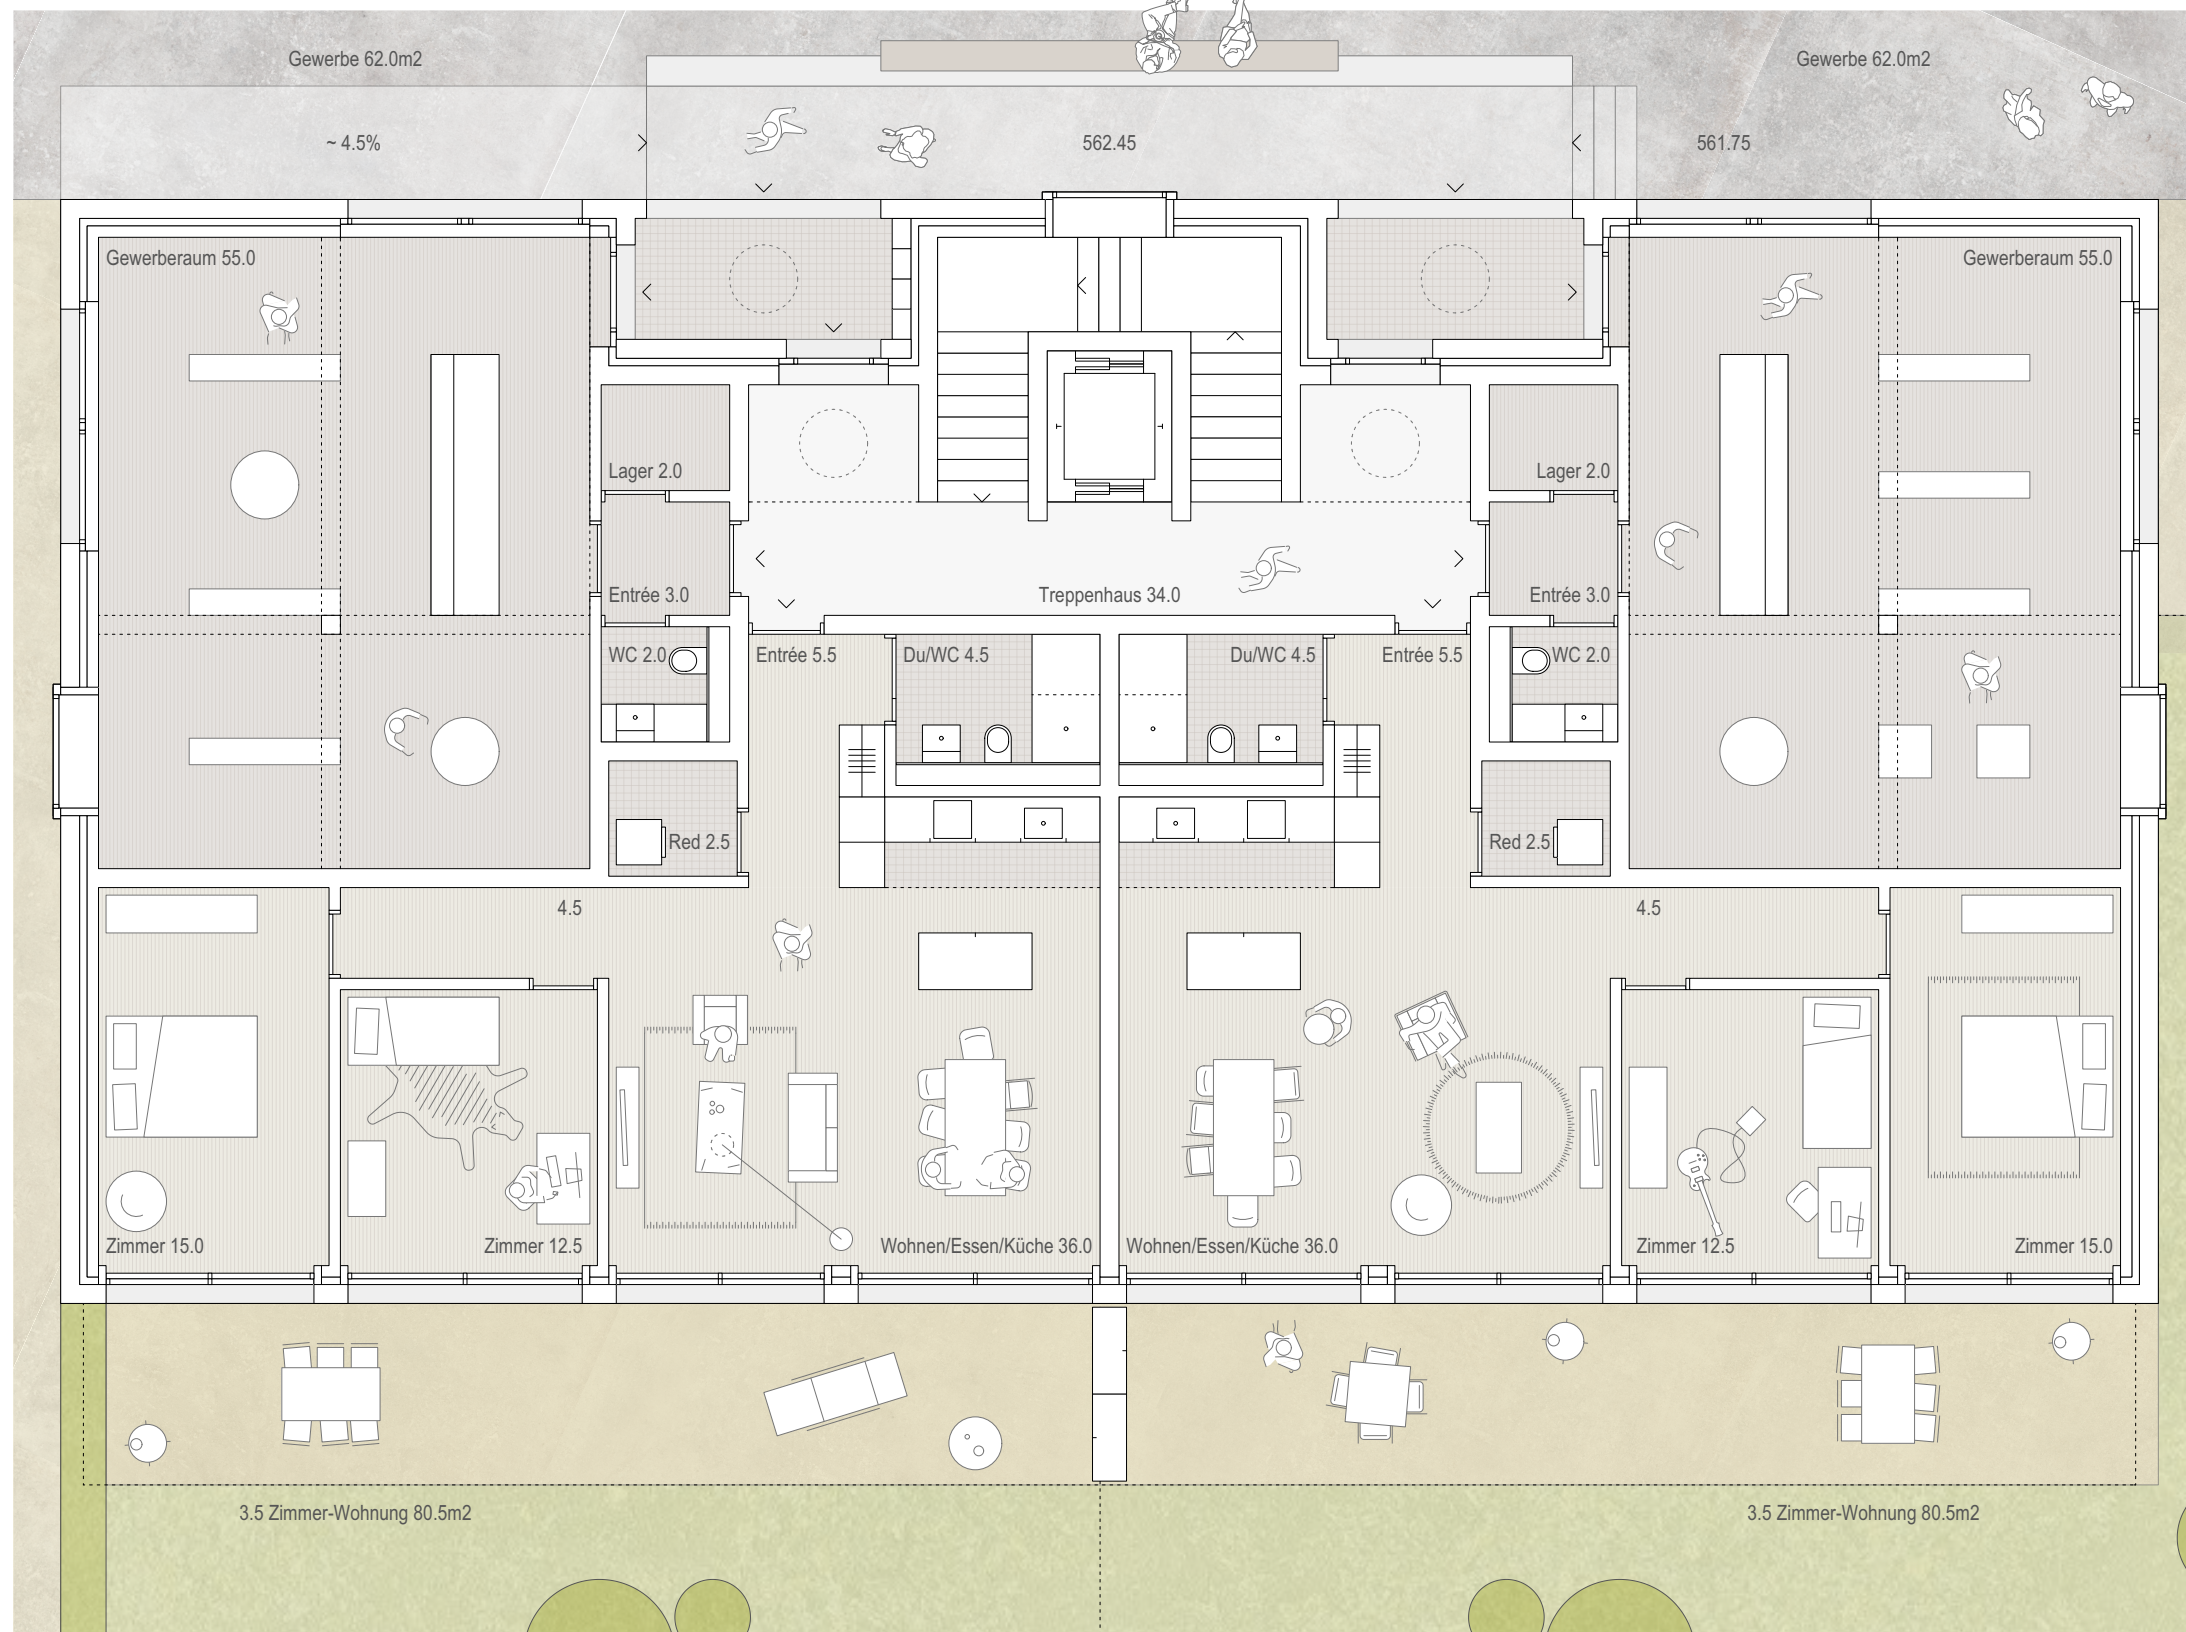 Gewerbe 62.0m2
Gewerbe 62.0m2
~ 4.5%
562.45
561.75
Gewerberaum 55.0
Gewerberaum 55.0
Lager 2.0
Lager 2.0
Entrée 3.0
Treppenhaus 34.0
Entrée 3.0
WC 2.0
Entrée 5.5
Du/WC 4.5
Du/WC 4.5
Entrée 5.5
WC 2.0
Red 2.5
Red 2.5
4.5
4.5
Zimmer 15.0
Zimmer 12.5
Wohnen/Essen/Küche 36.0
Wohnen/Essen/Küche 36.0
Zimmer 12.5
Zimmer 15.0
3.5 Zimmer-Wohnung 80.5m2
3.5 Zimmer-Wohnung 80.5m2